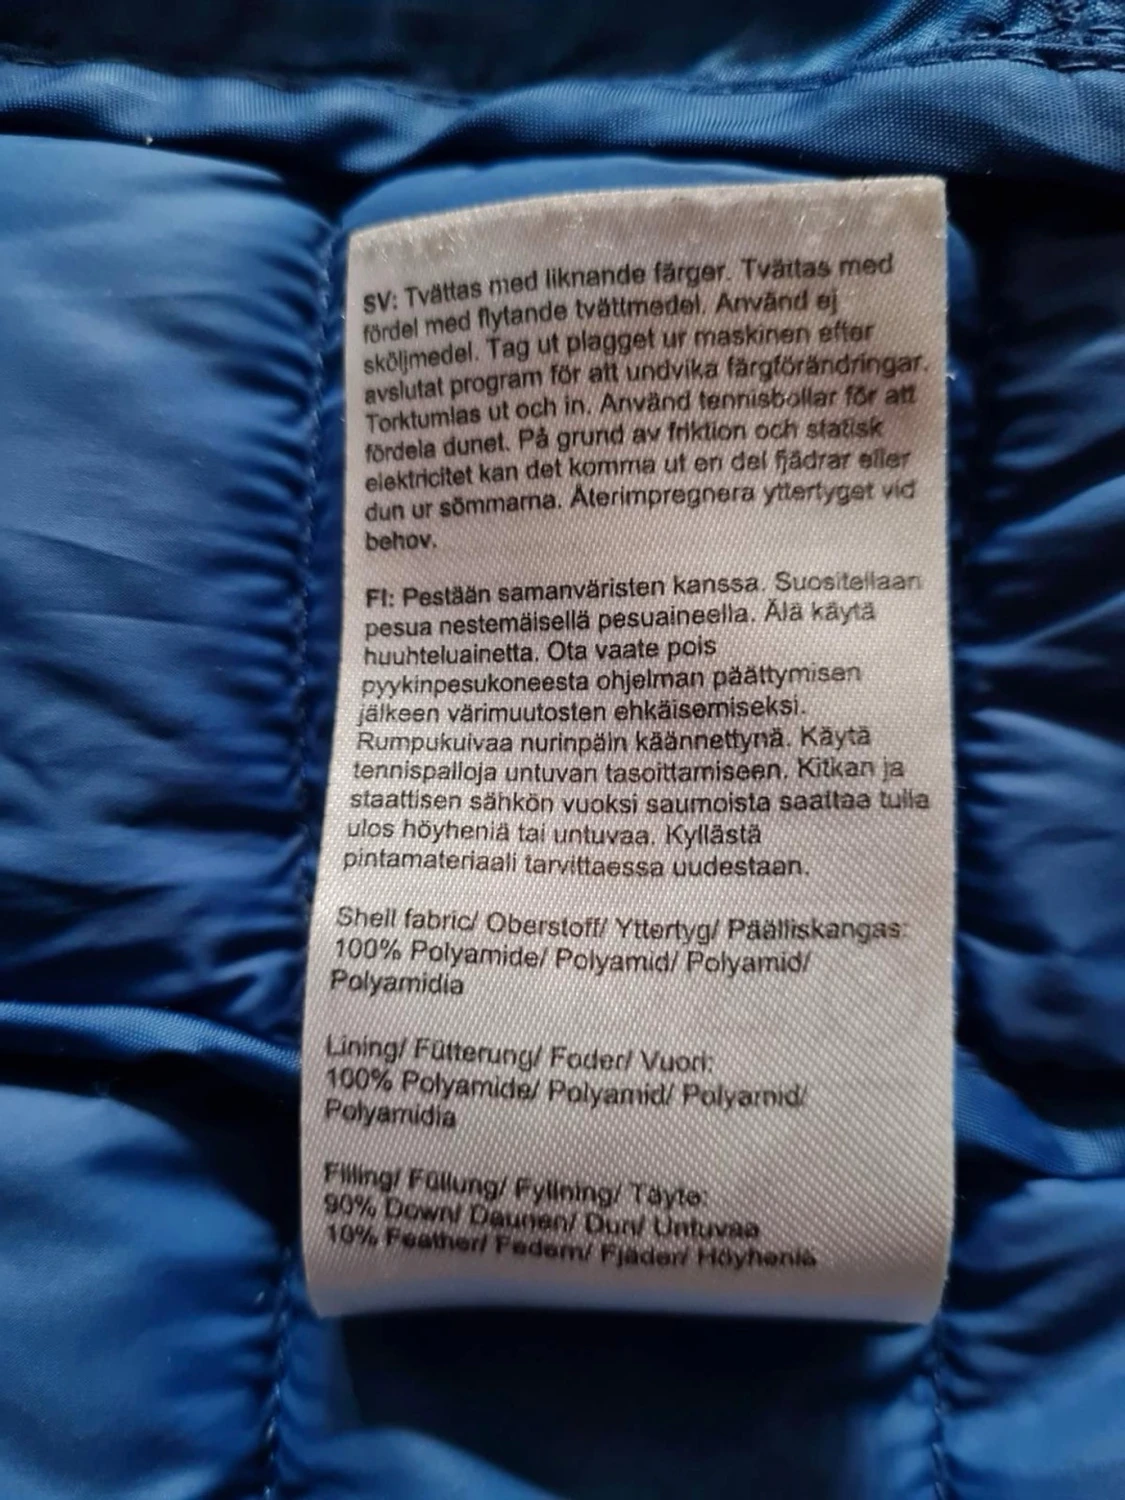 SV: Tvättas med liknande färger. Tvättas med
fördel med flytande tvättmedel. Använd ej
sköljmedel. Tag ut plagget ur maskinen efter
avslutat program för att undvika färgförändringar.
Torktumlas ut och in. Använd tennisbollar för att
fördela dunet. På grund av friktion och statisk
elektricitet kan det komma ut en del fjädrar eller
dun ur sömmarna. Återimpregnera yttertyget vid
behov.
FI: Pestään samanväristen kanssa. Suositellaan
pesua nestemäisellä pesuaineella. Älä käytä
huuhteluainetta. Ota vaate pois
pyykinpesukoneesta ohjelman päättymisen
jälkeen värimuutosten ehkäisemiseksi.
Rumpukuivaa nurinpäin käännettynä. Käytä
tennispalloja untuvan tasoittamiseen. Kitkan ja
staattisen sähkön vuoksi saumoista saattaa tulla
ulos höyheniä tai untuvaa. Kyllästä
pintamateriaali tarvittaessa uudestaan.
Shell fabric/ Oberstoff/ Yttertyg/ Päälliskangas:
100% Polyamide/ Polyamid/ Polyamid/
Polyamidia
Lining/ Fütterung/ Foder/ Vuori:
100% Polyamide/ Polyamid/ Polyamid/
Polyamidia
Filling/ Füllung/ Fyllning/ Täyte:
90% Down/ Daunen/ Dun/ Untuvaa
10% Feather/ Federn/ Fjäder/ Höyheniä